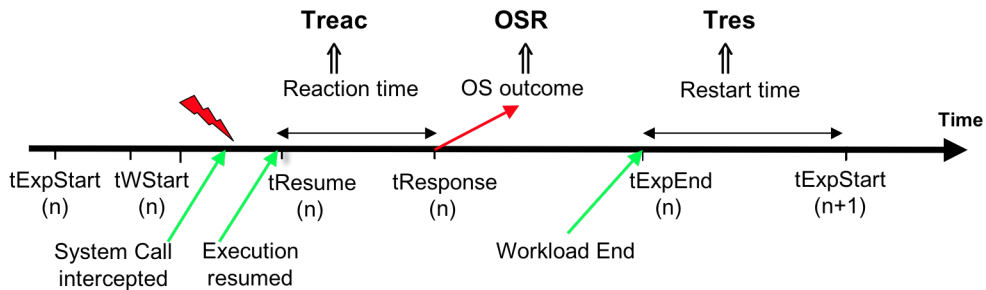 Treac
OSR
Tres
Reaction time
OS outcome
Restart time
Time
tExpStart
(n)
tWStart
(n)
tResume
(n)
tResponse
(n)
tExpEnd
(n)
tExpStart
(n+1)
System Call
intercepted
Execution
resumed
Workload End